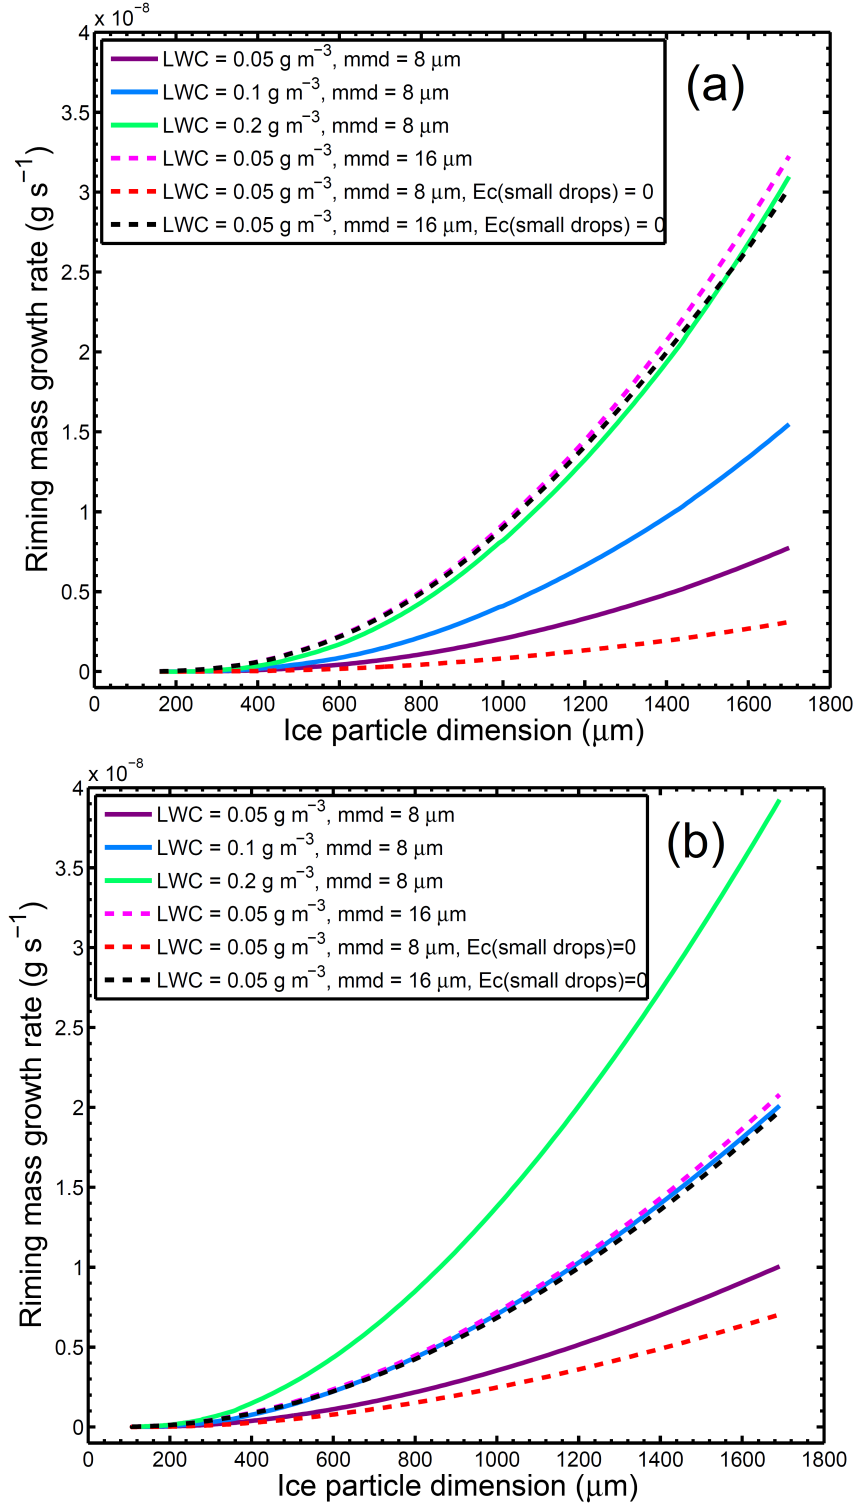 x 10⁻⁸
4
3.5
3
2.5
2
1.5
1
0.5
0
Riming mass growth rate (g s⁻¹)
LWC = 0.05 g m⁻³, mmd = 8 μm
LWC = 0.1 g m⁻³, mmd = 8 μm
LWC = 0.2 g m⁻³, mmd = 8 μm
LWC = 0.05 g m⁻³, mmd = 16 μm
LWC = 0.05 g m⁻³, mmd = 8 μm, Ec(small drops) = 0
LWC = 0.05 g m⁻³, mmd = 16 μm, Ec(small drops) = 0
(a)
0 200 400 600 800 1000 1200 1400 1600 1800
Ice particle dimension (μm)
x 10⁻⁸
4
3.5
3
2.5
2
1.5
1
0.5
0
Riming mass growth rate (g s⁻¹)
LWC = 0.05 g m⁻³, mmd = 8 μm
LWC = 0.1 g m⁻³, mmd = 8 μm
LWC = 0.2 g m⁻³, mmd = 8 μm
LWC = 0.05 g m⁻³, mmd = 16 μm
LWC = 0.05 g m⁻³, mmd = 8 μm, Ec(small drops)=0
LWC = 0.05 g m⁻³, mmd = 16 μm, Ec(small drops)=0
(b)
0 200 400 600 800 1000 1200 1400 1600 1800
Ice particle dimension (μm)